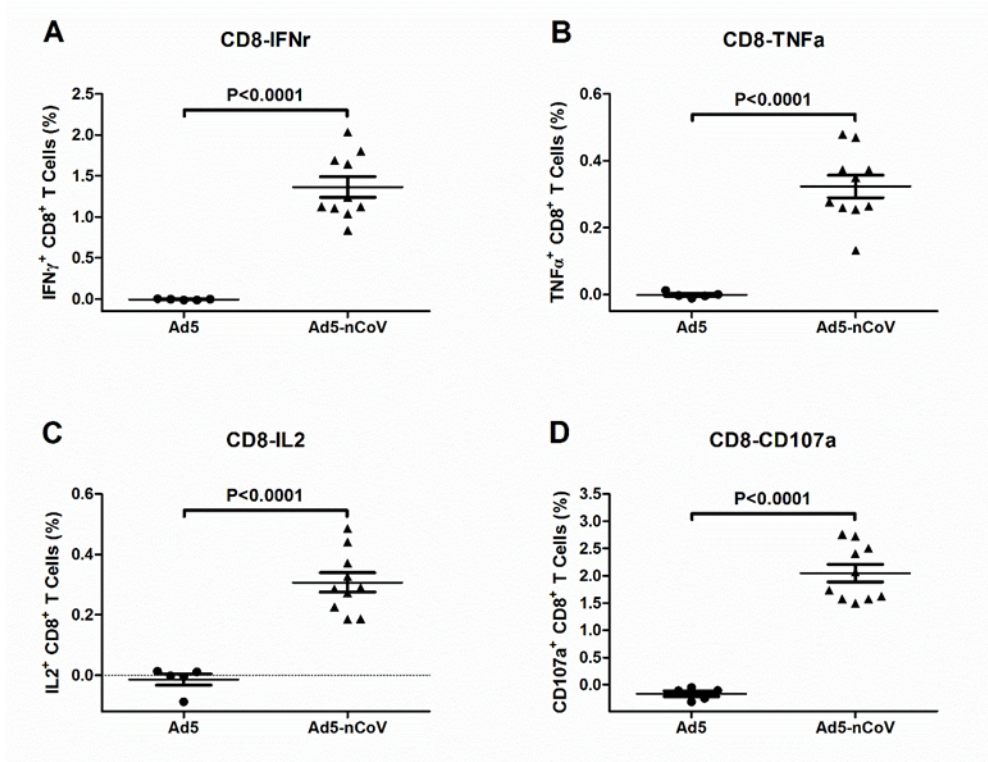 A
CD8-IFNr
P<0.0001
IFNγ⁺ CD8⁺ T Cells (%)
2.5
2.0
1.5
1.0
0.5
0.0
Ad5
Ad5-nCoV
B
CD8-TNFa
P<0.0001
TNFα⁺ CD8⁺ T Cells (%)
0.6
0.4
0.2
0.0
Ad5
Ad5-nCoV
C
CD8-IL2
P<0.0001
IL2⁺ CD8⁺ T Cells (%)
0.6
0.4
0.2
0.0
Ad5
Ad5-nCoV
D
CD8-CD107a
P<0.0001
CD107a⁺ CD8⁺ T Cells (%)
3.5
3.0
2.5
2.0
1.5
1.0
0.5
0.0
Ad5
Ad5-nCoV